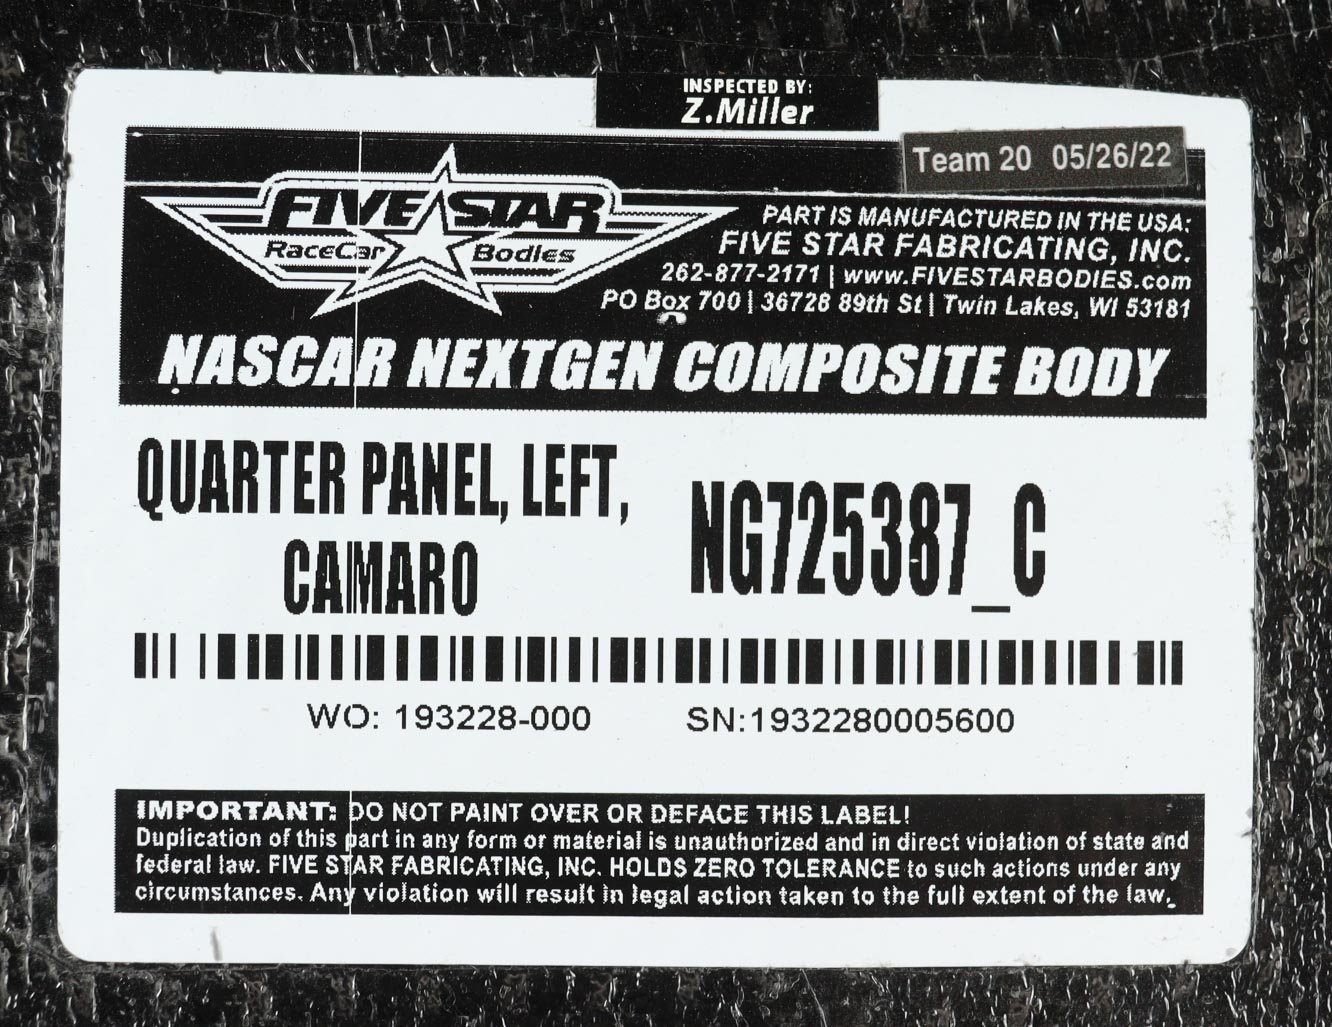 INSPECTED BY:
Z.Miller
Team 20 05/26/22
FIVE STAR
RaceCar Bodies
PART IS MANUFACTURED IN THE USA:
FIVE STAR FABRICATING, INC.
262-877-2171 | www.FIVESTARBODIES.com
PO Box 700 | 36728 89th St | Twin Lakes, WI 53181
NASCAR NEXTGEN COMPOSITE BODY
QUARTER PANEL, LEFT,
CAMARO
NG725387_C
WO: 193228-000 SN:1932280005600
IMPORTANT: DO NOT PAINT OVER OR DEFACE THIS LABEL!
Duplication of this part in any form or material is unauthorized and in direct violation of state and
federal law. FIVE STAR FABRICATING, INC. HOLDS ZERO TOLERANCE to such actions under any
circumstances. Any violation will result in legal action taken to the full extent of the law.